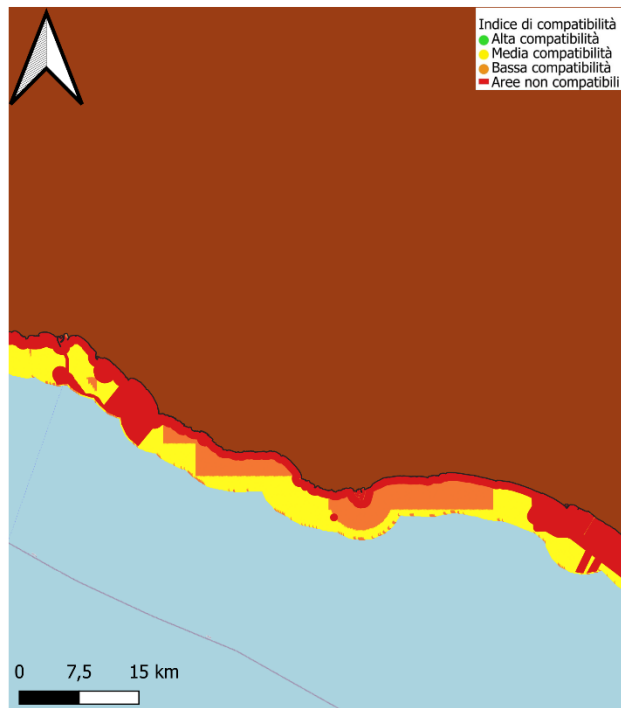 Indice di compatibilità
Alta compatibilità
Media compatibilità
Bassa compatibilità
Aree non compatibili
0 7,5 15 km